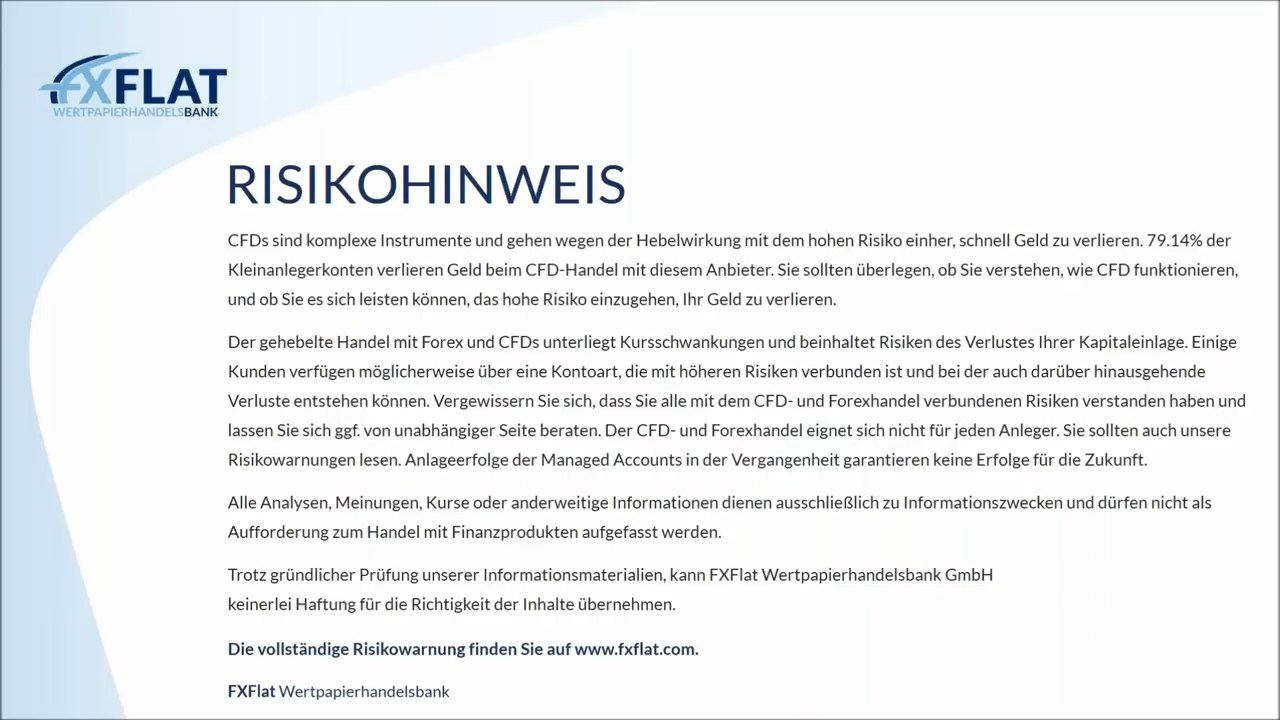 FXFLAT
WERTPAPIERHANDELSBANK
RISIKOHINWEIS
CFDs sind komplexe Instrumente und gehen wegen der Hebelwirkung mit dem hohen Risiko einher, schnell Geld zu verlieren. 79.14% der
Kleinanlegerkonten verlieren Geld beim CFD-Handel mit diesem Anbieter. Sie sollten überlegen, ob Sie verstehen, wie CFD funktionieren,
und ob Sie es sich leisten können, das hohe Risiko einzugehen, Ihr Geld zu verlieren.
Der gehebelte Handel mit Forex und CFDs unterliegt Kursschwankungen und beinhaltet Risiken des Verlustes Ihrer Kapitaleinlage. Einige
Kunden verfügen möglicherweise über eine Kontoart, die mit höheren Risiken verbunden ist und bei der auch darüber hinausgehende
Verluste entstehen können. Vergewissern Sie sich, dass Sie alle mit dem CFD- und Forexhandel verbundenen Risiken verstanden haben und
lassen Sie sich ggf. von unabhängiger Seite beraten. Der CFD- und Forexhandel eignet sich nicht für jeden Anleger. Sie sollten auch unsere
Risikowarnungen lesen. Anlageerfolge der Managed Accounts in der Vergangenheit garantieren keine Erfolge für die Zukunft.
Alle Analysen, Meinungen, Kurse oder anderweitige Informationen dienen ausschließlich zu Informationszwecken und dürfen nicht als
Aufforderung zum Handel mit Finanzprodukten aufgefasst werden.
Trotz gründlicher Prüfung unserer Informationsmaterialien, kann FXFlat Wertpapierhandelsbank GmbH
keinerlei Haftung für die Richtigkeit der Inhalte übernehmen.
Die vollständige Risikowarnung finden Sie auf www.fxflat.com.
FXFlat Wertpapierhandelsbank